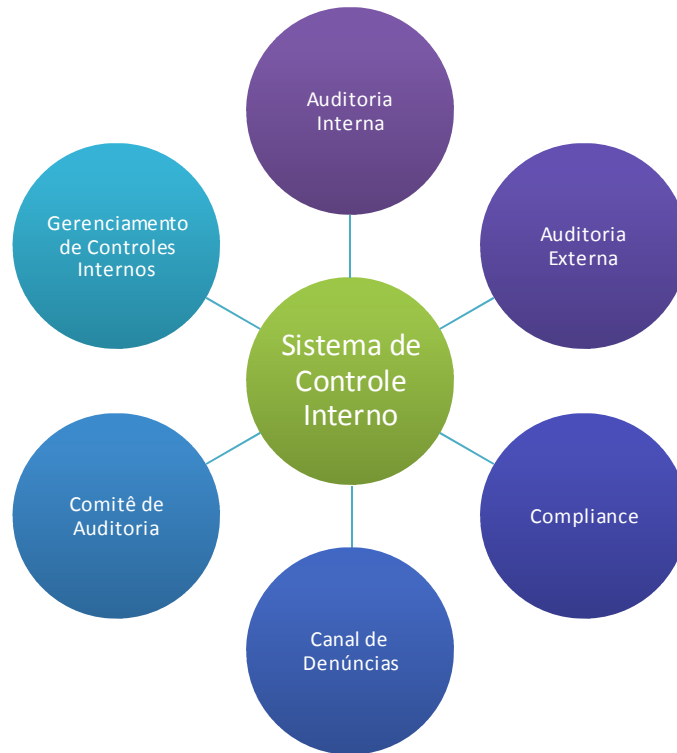 Auditoria
Interna
Gerenciamento
de Controles
Internos
Auditoria
Externa
Sistema de
Controle
Interno
Comitê de
Auditoria
Compliance
Canal de
Denúncias